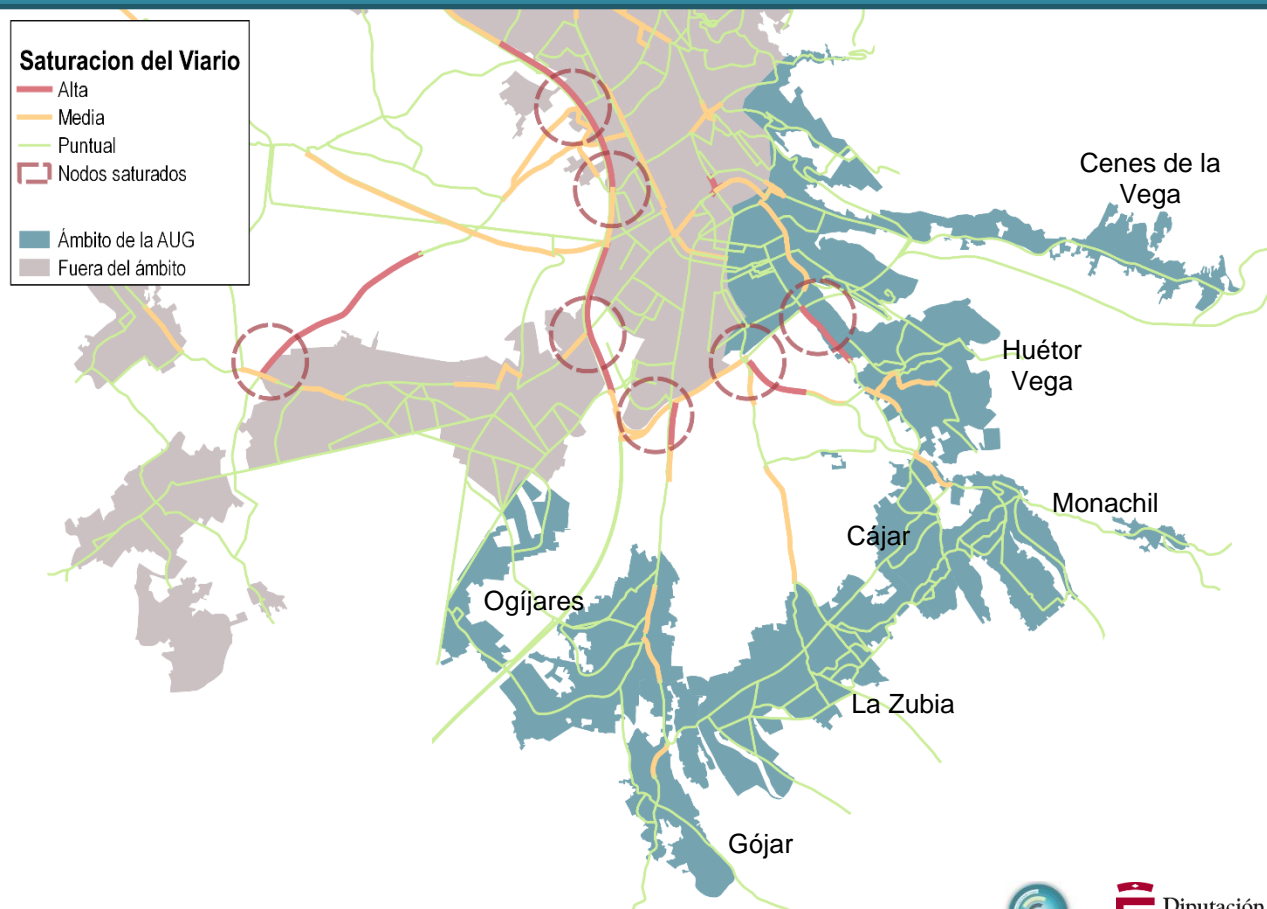 Saturacion del Viario
Alta
Media
Puntual
Nodos saturados
Ámbito de la AUG
Fuera del ámbito
Cenes de la
Vega
Huétor
Vega
Monachil
Cájar
Ogíjares
La Zubia
Gójar
Diputación